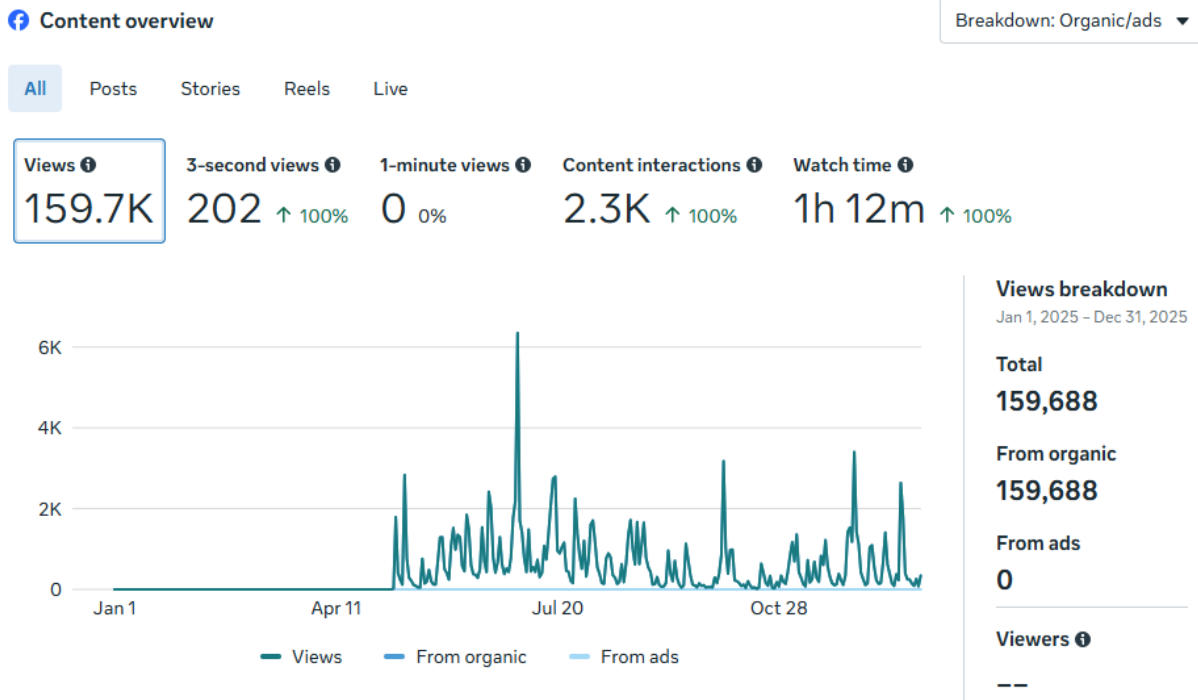 Content overview
Breakdown: Organic/ads
All Posts Stories Reels Live
Views 3-second views 1-minute views Content interactions Watch time
159.7K 202 100% 0 0% 2.3K 100% 1h 12m 100%
Views breakdown
Jan 1, 2025 – Dec 31, 2025
Total
159,688
From organic
159,688
From ads
0
Viewers
--
6K
4K
2K
0
Jan 1 Apr 11 Jul 20 Oct 28
Views From organic From ads